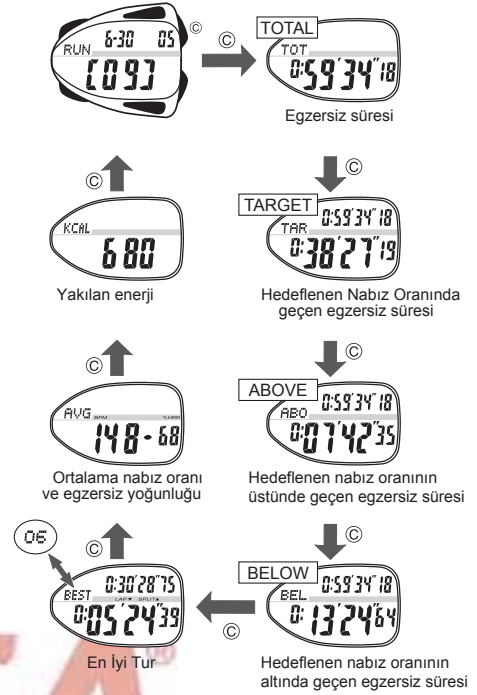 RUN 6-30 05
[09]
©
©
TOTAL
TOT
0:59'34"18
Egzersiz süresi
©
TARGET
TAR 0:59'34"18
0:38'27"19
Hedeflenen Nabız Oranında
geçen egzersiz süresi
©
ABOVE
ABO 0:59'34"18
0:07'42"35
Hedeflenen nabız oranının
üstünde geçen egzersiz süresi
©
BELOW
BEL 0:59'34"18
0:13'24"64
Hedeflenen nabız oranının
altında geçen egzersiz süresi
©
06
BEST 0:30'28"75
LAP▼ SPLIT▲
0:05'24"39
En İyi Tur
©
AVG BPM %HRR
148-68
Ortalama nabız oranı
ve egzersiz yoğunluğu
©
KCAL
680
Yakılan enerji
©